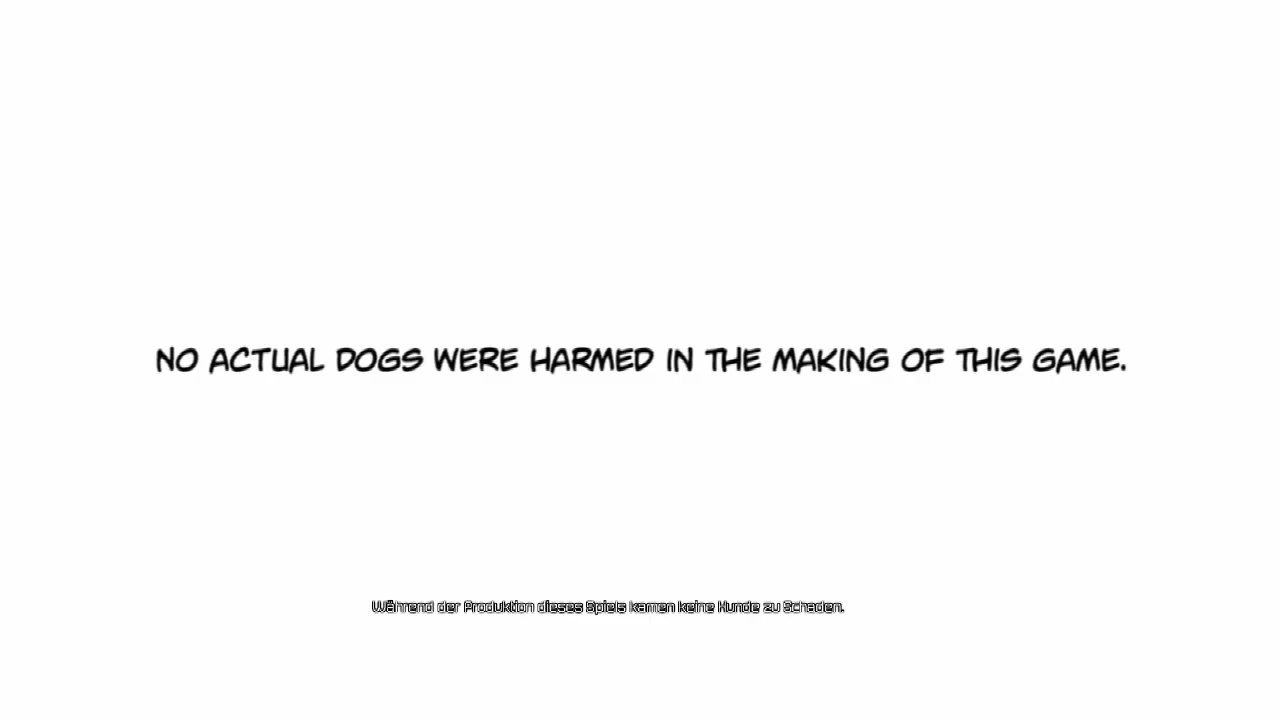 NO ACTUAL DOGS WERE HARMED IN THE MAKING OF THIS GAME.
Während der Produktion dieses Spiels kamen keine Hunde zu Schaden.